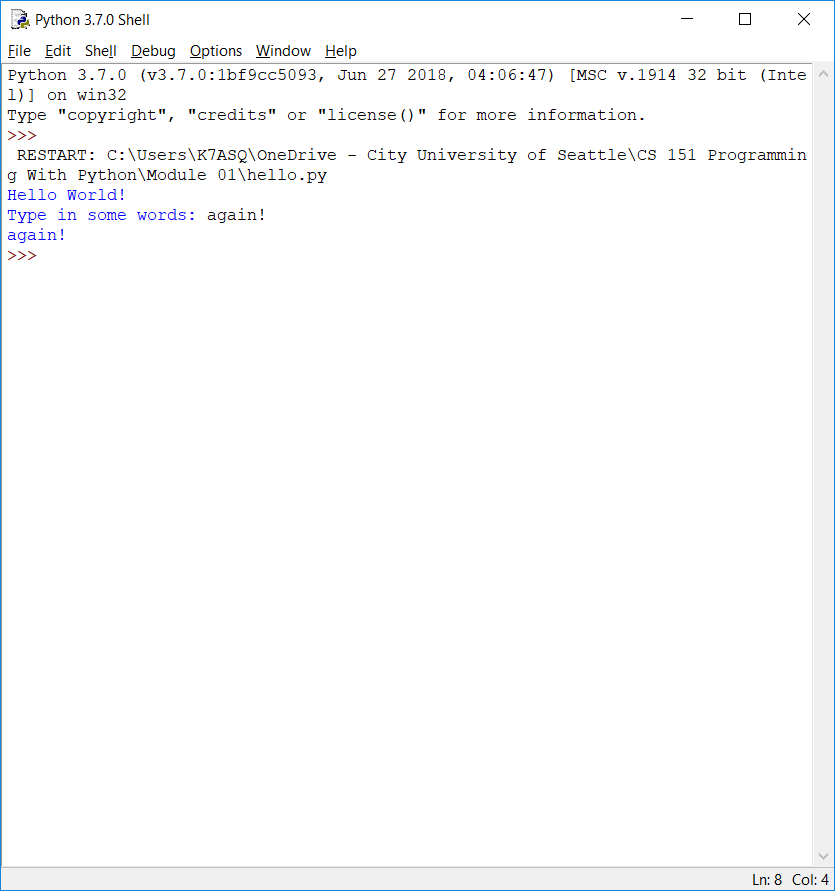 Python 3.7.0 Shell
File Edit Shell Debug Options Window Help
Python 3.7.0 (v3.7.0:1bf9cc5093, Jun 27 2018, 04:06:47) [MSC v.1914 32 bit (Inte
l)] on win32
Type "copyright", "credits" or "license()" for more information.
>>>
 RESTART: C:\Users\K7ASQ\OneDrive - City University of Seattle\CS 151 Programmin
g With Python\Module 01\hello.py
Hello World!
Type in some words: again!
again!
>>>
Ln: 8 Col: 4